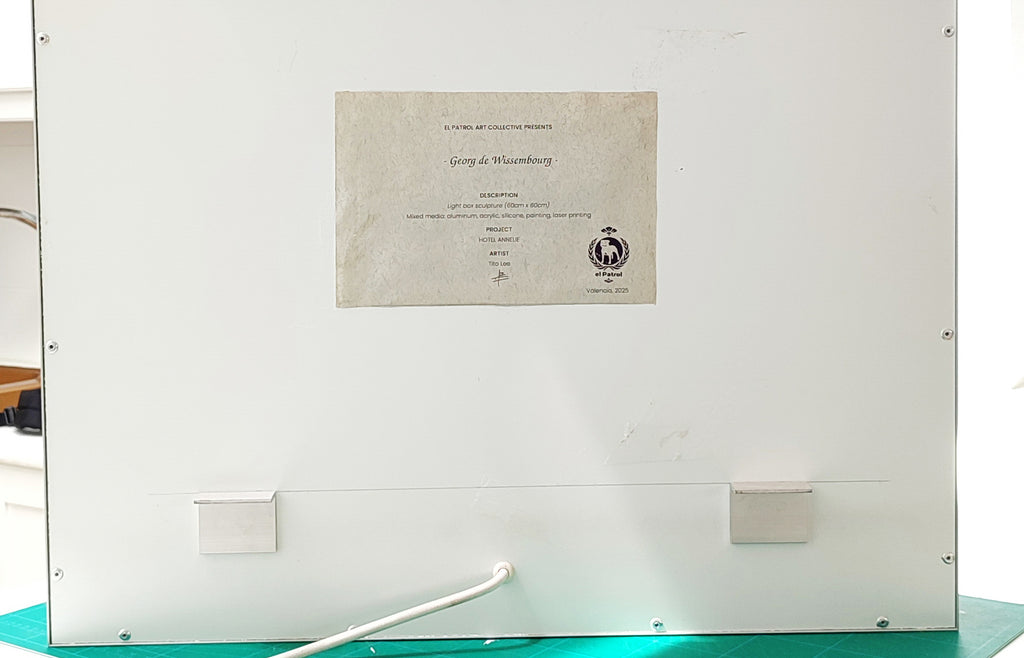 EL PATROL ART COLLECTIVE PRESENTS
- Georg de Wissembourg -
DESCRIPTION
Light box sculpture (60cm x 60cm)
Mixed media: aluminum, acrylic, silicone, painting, laser printing
PROJECT
HOTEL ANNELIE
ARTIST
Tito Leo
el Patrol
Valencia, 2025